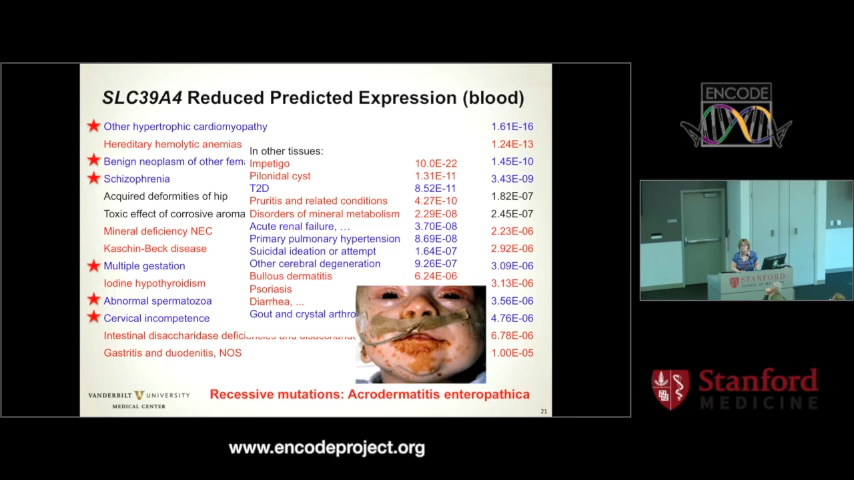 SLC39A4 Reduced Predicted Expression (blood)
Other hypertrophic cardiomyopathy 1.61E-16
Hereditary hemolytic anemias 1.24E-13
Benign neoplasm of other fem 1.45E-10
Schizophrenia 3.43E-09
Acquired deformities of hip 1.82E-07
Toxic effect of corrosive aroma 2.45E-07
Mineral deficiency NEC 2.23E-06
Kaschin-Beck disease 2.92E-06
Multiple gestation 3.09E-06
Iodine hypothyroidism 3.13E-06
Abnormal spermatozoa 3.56E-06
Cervical incompetence 4.76E-06
Intestinal disaccharidase 6.78E-06
Gastritis and duodenitis, NOS 1.00E-05
In other tissues:
Impetigo 10.0E-22
Pilonidal cyst 1.31E-11
T2D 8.52E-11
Pruritis and related conditions 4.27E-10
Disorders of mineral metabolism 2.29E-08
Acute renal failure, ... 3.70E-08
Primary pulmonary hypertension 8.69E-08
Suicidal ideation or attempt 1.64E-07
Other cerebral degeneration 9.26E-07
Bullous dermatitis 6.24E-06
Psoriasis
Diarrhea, ...
Gout and crystal arthro
Recessive mutations: Acrodermatitis enteropathica
VANDERBILT UNIVERSITY
MEDICAL CENTER
21
ENCODE
STANFORD
Stanford
MEDICINE
www.encodeproject.org